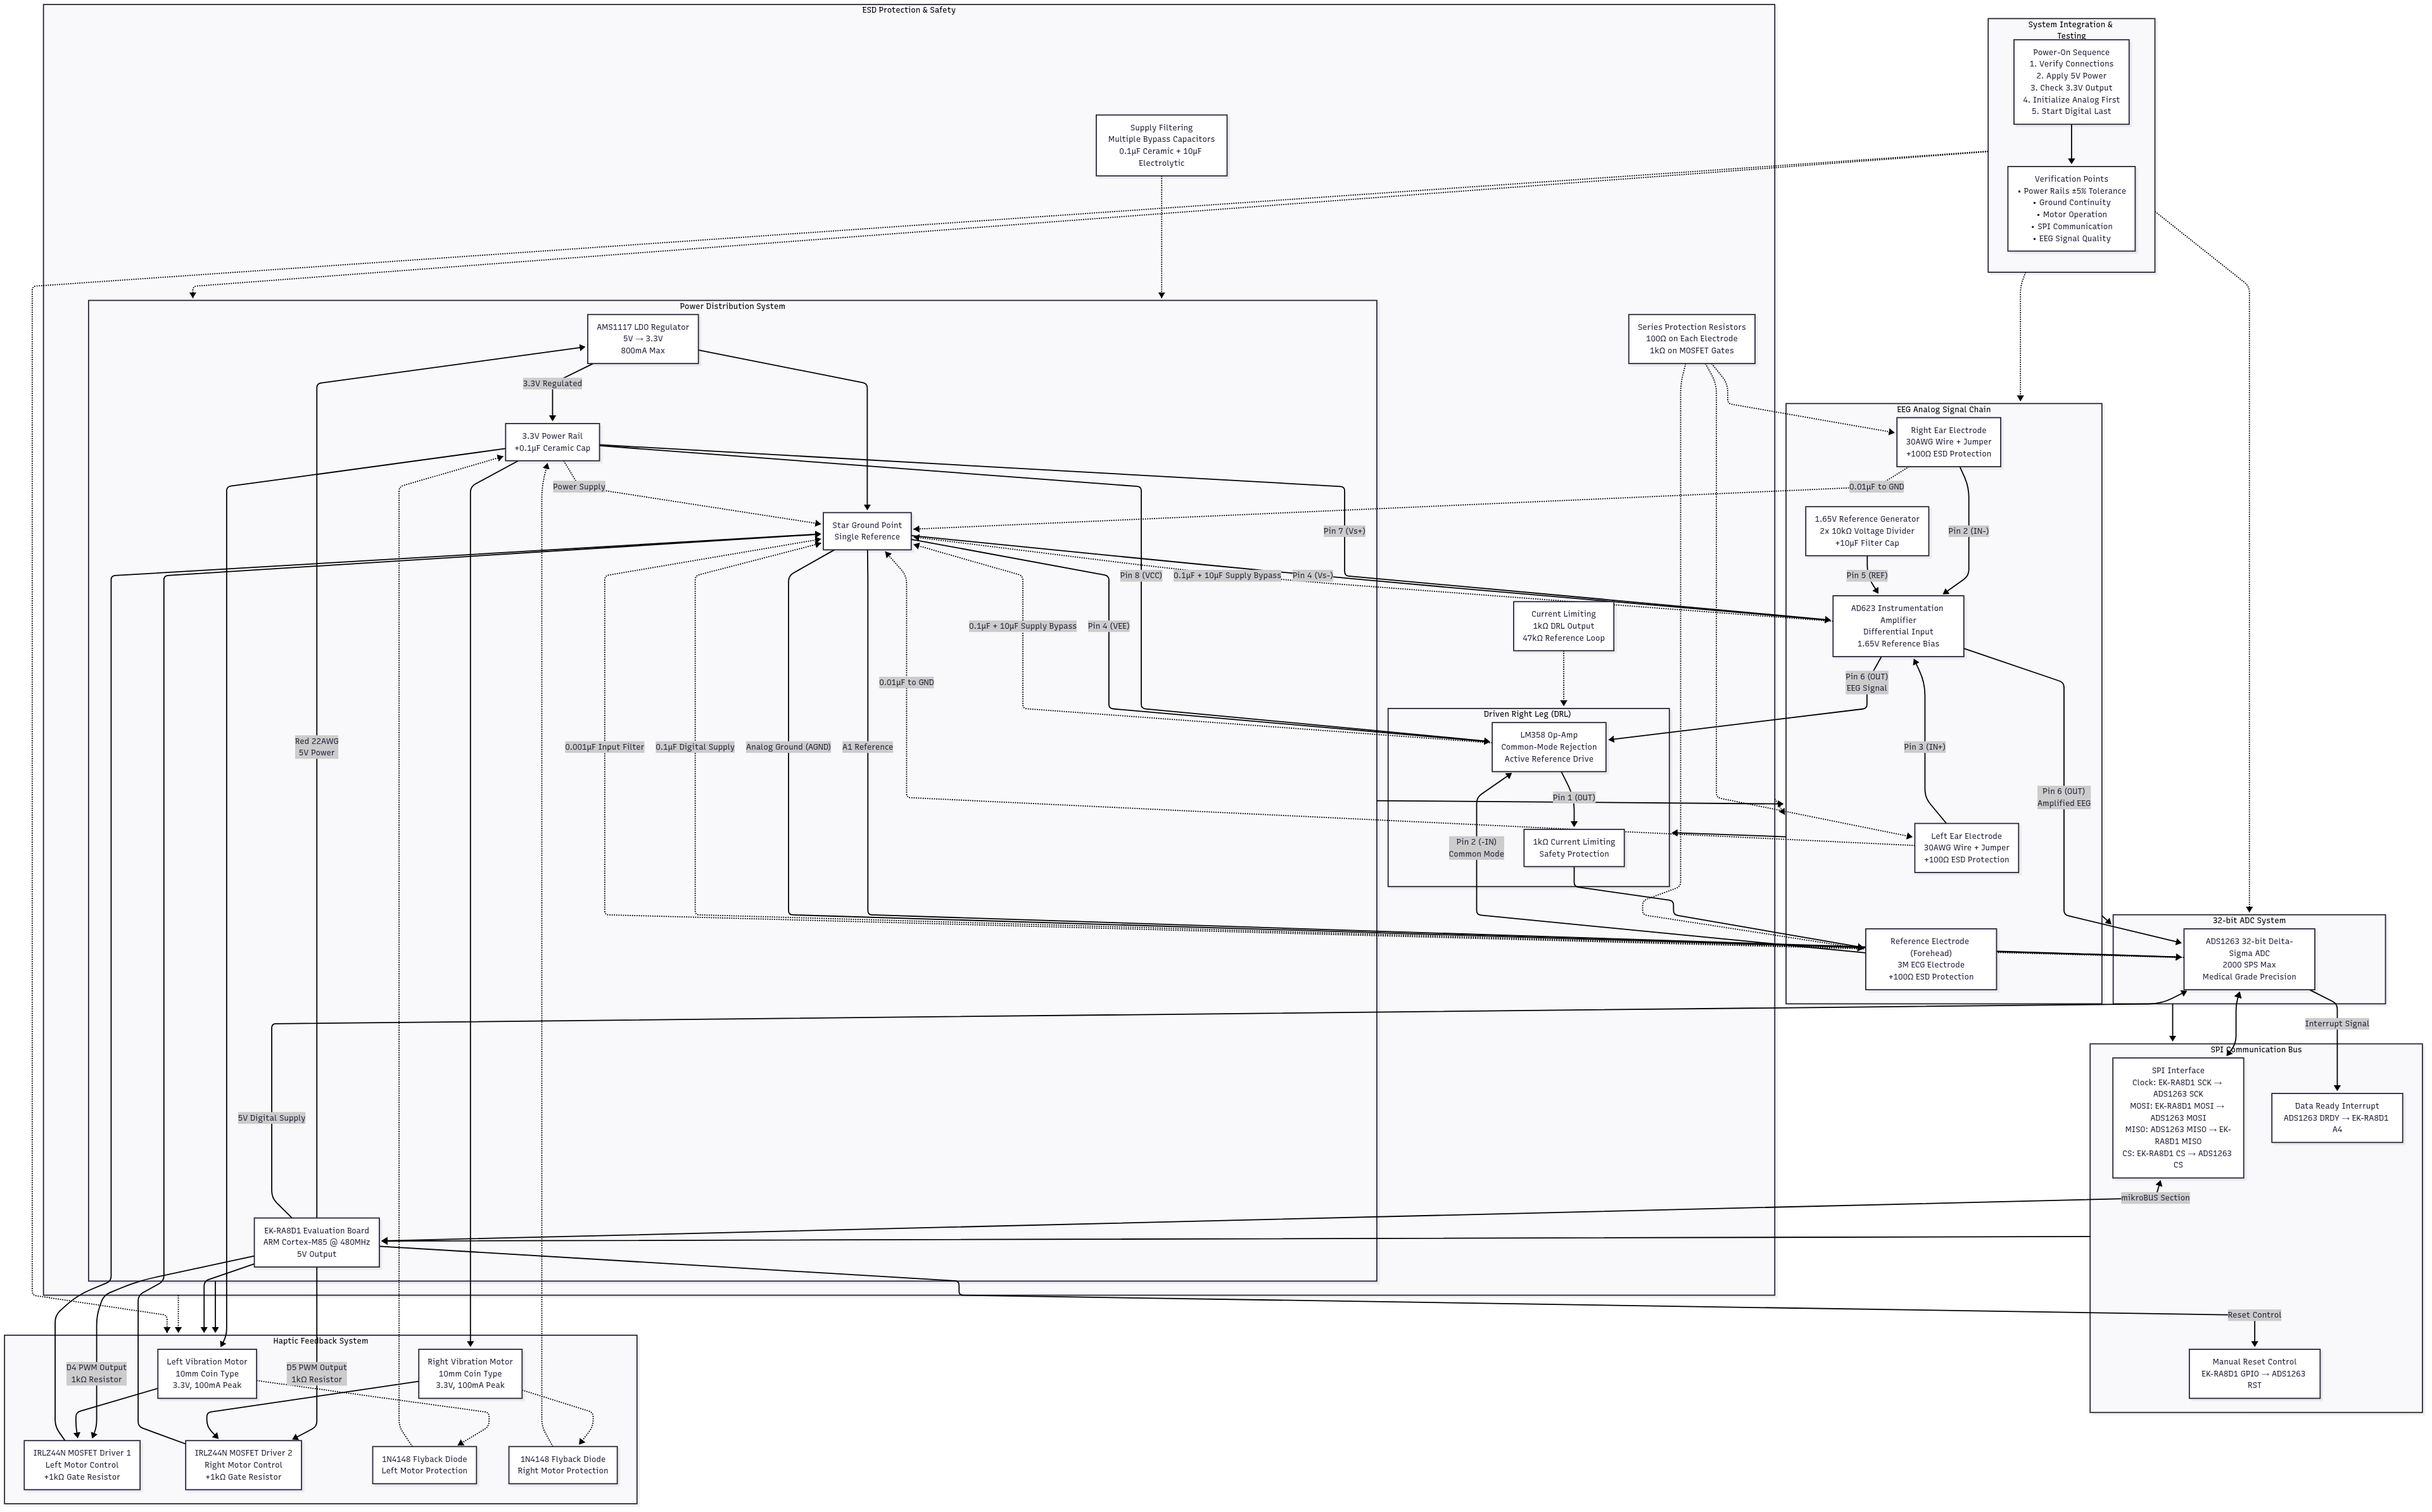 ESD Protection & Safety
System Integration &
Testing
Power-On Sequence
1. Verify Connections
2. Apply 5V Power
3. Check 3.3V Output
4. Initialize Analog First
5. Start Digital Last
Verification Points
• Power Rails ±5% Tolerance
• Ground Continuity
• Motor Operation
• SPI Communication
• EEG Signal Quality
Supply Filtering
Multiple Bypass Capacitors
0.1µF Ceramic + 10µF
Electrolytic
Power Distribution System
AMS1117 LDO Regulator
5V → 3.3V
800mA Max
Series Protection Resistors
100Ω on Each Electrode
1kΩ on MOSFET Gates
3.3V Regulated
3.3V Power Rail
+0.1µF Ceramic Cap
Power Supply
Star Ground Point
Single Reference
EEG Analog Signal Chain
Right Ear Electrode
30AWG Wire + Jumper
+100Ω ESD Protection
0.01µF to GND
1.65V Reference Generator
2x 10kΩ Voltage Divider
+10µF Filter Cap
Pin 2 (IN-)
Pin 7 (Vs+)
Pin 8 (VCC)
0.1µF + 10µF Supply Bypass
Pin 4 (Vs-)
Pin 5 (REF)
AD623 Instrumentation
Amplifier
Differential Input
1.65V Reference Bias
Current Limiting
1kΩ DRL Output
47kΩ Reference Loop
0.1µF + 10µF Supply Bypass
Pin 4 (VEE)
0.01µF to GND
Pin 6 (OUT)
EEG Signal
Driven Right Leg (DRL)
LM358 Op-Amp
Common-Mode Rejection
Active Reference Drive
Red 22AWG
5V Power
0.001µF Input Filter
0.1µF Digital Supply
Analog Ground (AGND)
A1 Reference
Pin 3 (IN+)
Pin 1 (OUT)
Pin 6 (OUT)
Amplified EEG
Pin 2 (-IN)
Common Mode
1kΩ Current Limiting
Safety Protection
Left Ear Electrode
30AWG Wire + Jumper
+100Ω ESD Protection
Reference Electrode
(Forehead)
3M ECG Electrode
+100Ω ESD Protection
32-bit ADC System
ADS1263 32-bit Delta-
Sigma ADC
2000 SPS Max
Medical Grade Precision
Interrupt Signal
SPI Communication Bus
SPI Interface
Clock: EK-RA8D1 SCK →
ADS1263 SCK
MOSI: EK-RA8D1 MOSI →
ADS1263 MOSI
MISO: ADS1263 MISO → EK-
RA8D1 MISO
CS: EK-RA8D1 CS → ADS1263
CS
Data Ready Interrupt
ADS1263 DRDY → EK-RA8D1
A4
5V Digital Supply
mikroBUS Section
EK-RA8D1 Evaluation Board
ARM Cortex-M85 @ 480MHz
5V Output
Reset Control
Manual Reset Control
EK-RA8D1 GPIO → ADS1263
RST
Haptic Feedback System
D4 PWM Output
1kΩ Resistor
Left Vibration Motor
10mm Coin Type
3.3V, 100mA Peak
D5 PWM Output
1kΩ Resistor
Right Vibration Motor
10mm Coin Type
3.3V, 100mA Peak
IRLZ44N MOSFET Driver 1
Left Motor Control
+1kΩ Gate Resistor
IRLZ44N MOSFET Driver 2
Right Motor Control
+1kΩ Gate Resistor
1N4148 Flyback Diode
Left Motor Protection
1N4148 Flyback Diode
Right Motor Protection